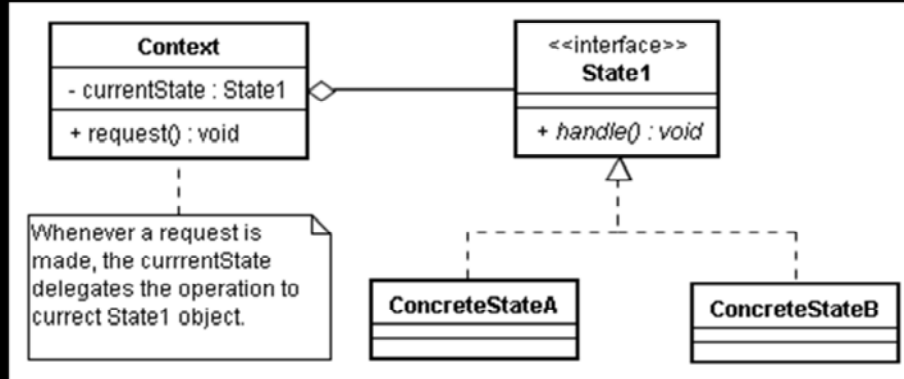 Context
- currentState : State1
+ request() : void
<<interface>>
State1
+ handle() : void
Whenever a request is
made, the currrentState
delegates the operation to
currect State1 object.
ConcreteStateA
ConcreteStateB